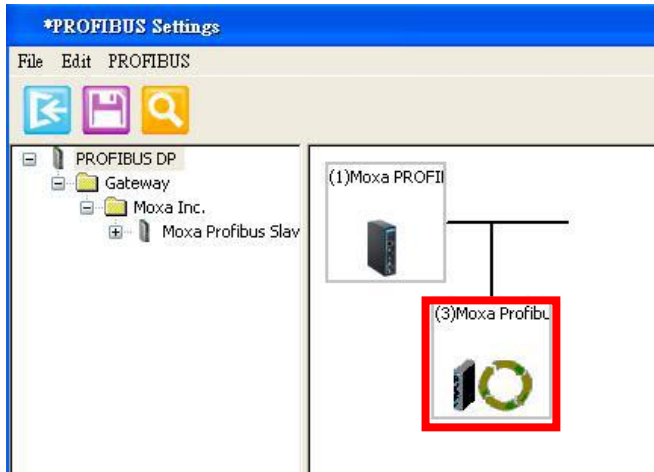 *PROFIBUS Settings
File Edit PROFIBUS
PROFIBUS DP
Gateway
Moxa Inc.
Moxa Profibus Slav
(1)Moxa PROFI
(3)Moxa Profibu